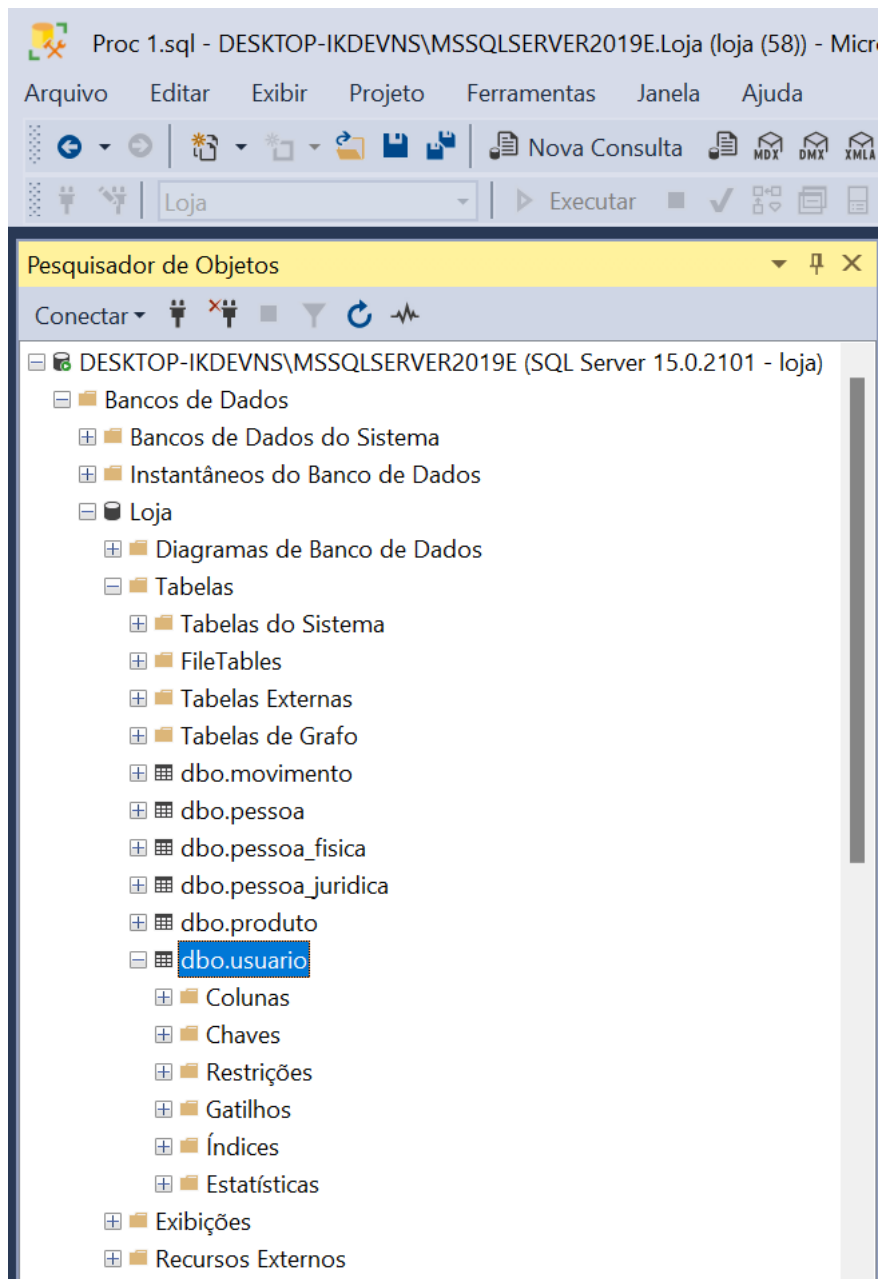 Proc 1.sql - DESKTOP-IKDEVNS\MSSQLSERVER2019E.Loja (loja (58)) - Micr
Arquivo Editar Exibir Projeto Ferramentas Janela Ajuda
Nova Consulta MDX DMX XMLA
Loja Executar
Pesquisador de Objetos
Conectar
DESKTOP-IKDEVNS\MSSQLSERVER2019E (SQL Server 15.0.2101 - loja)
Bancos de Dados
Bancos de Dados do Sistema
Instantâneos do Banco de Dados
Loja
Diagramas de Banco de Dados
Tabelas
Tabelas do Sistema
FileTables
Tabelas Externas
Tabelas de Grafo
dbo.movimento
dbo.pessoa
dbo.pessoa_fisica
dbo.pessoa_juridica
dbo.produto
dbo.usuario
Colunas
Chaves
Restrições
Gatilhos
Índices
Estatísticas
Exibições
Recursos Externos